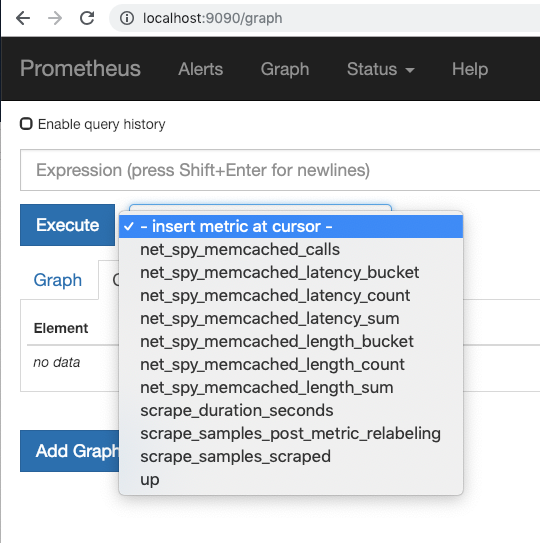 localhost:9090/graph
Prometheus Alerts Graph Status Help
Enable query history
Expression (press Shift+Enter for newlines)
Execute
- insert metric at cursor -
net_spy_memcached_calls
net_spy_memcached_latency_bucket
Graph
net_spy_memcached_latency_count
net_spy_memcached_latency_sum
Element
net_spy_memcached_length_bucket
no data
net_spy_memcached_length_count
net_spy_memcached_length_sum
scrape_duration_seconds
scrape_samples_post_metric_relabeling
Add Graph
scrape_samples_scraped
up